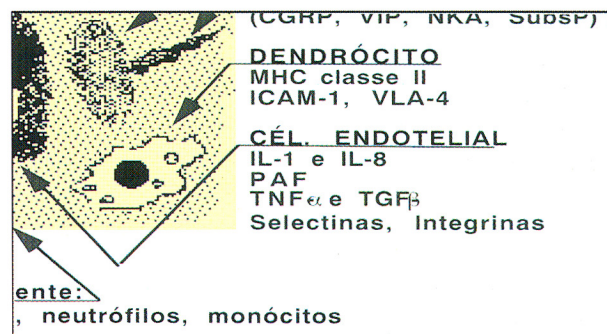 (CGRP, VIP, NKA, SubsP)
DENDRÓCITO
MHC classe II
ICAM-1, VLA-4
CÉL. ENDOTELIAL
IL-1 e IL-8
PAF
TNFα e TGFβ
Selectinas, Integrinas
ente:
, neutrófilos, monócitos